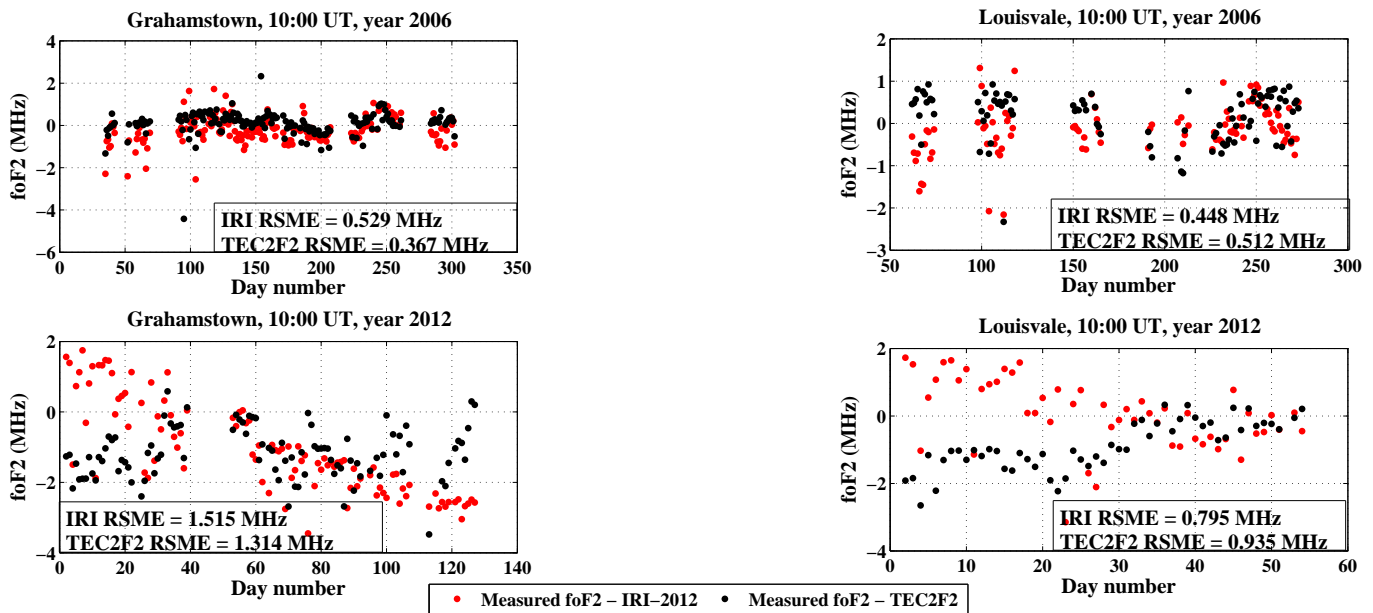 Grahamstown, 10:00 UT, year 2006
2
0
−2
−4
−6
foF2 (MHz)
IRI RSME = 0.529 MHz
TEC2F2 RSME = 0.367 MHz
0 50 100 150 200 250 300 350
Day number
4
Louisvale, 10:00 UT, year 2006
2
1
0
−1
−2
−3
foF2 (MHz)
IRI RSME = 0.448 MHz
TEC2F2 RSME = 0.512 MHz
50 100 150 200 250 300
Day number
Grahamstown, 10:00 UT, year 2012
2
0
−2
−4
foF2 (MHz)
IRI RSME = 1.515 MHz
TEC2F2 RSME = 1.314 MHz
0 20 40 60 80 100 120 140
Day number
Louisvale, 10:00 UT, year 2012
2
0
−2
−4
foF2 (MHz)
IRI RSME = 0.795 MHz
TEC2F2 RSME = 0.935 MHz
0 10 20 30 40 50 60
Day number
Measured foF2 − IRI−2012 Measured foF2 − TEC2F2